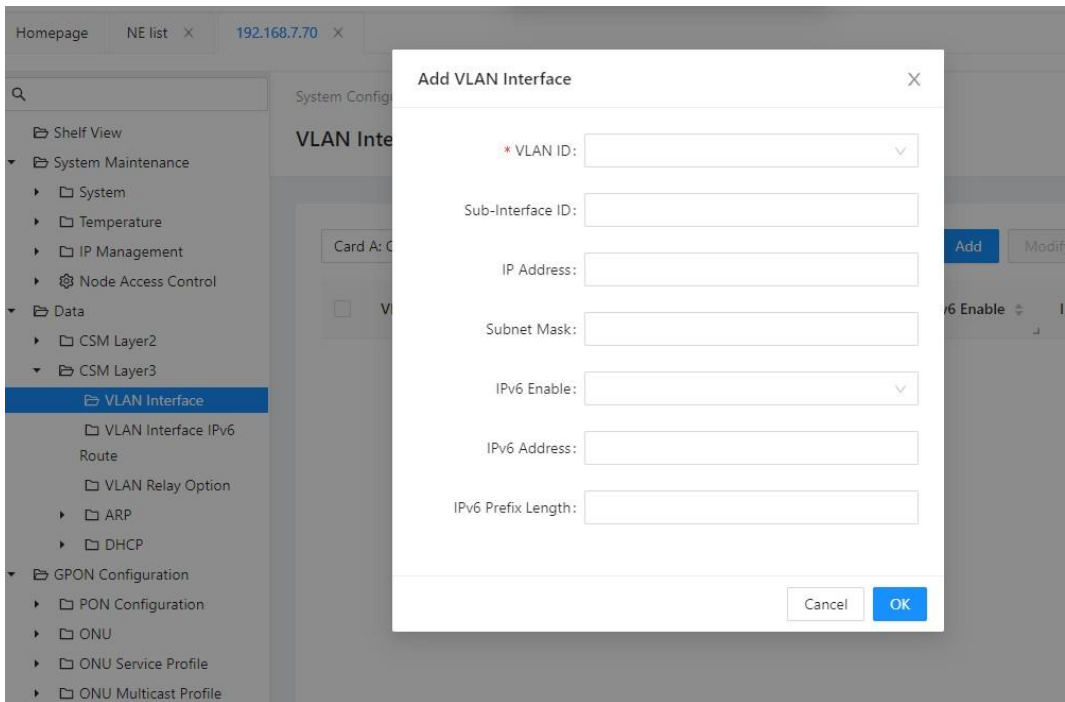 Homepage
NE list
192.168.7.70
Shelf View
System Maintenance
System
Temperature
IP Management
Node Access Control
Data
CSM Layer2
CSM Layer3
VLAN Interface
VLAN Interface IPv6
Route
VLAN Relay Option
ARP
DHCP
GPON Configuration
PON Configuration
ONU
ONU Service Profile
ONU Multicast Profile
System Config
VLAN Inte
Card A:
Add
Modif
v6 Enable
Add VLAN Interface
* VLAN ID:
Sub-Interface ID:
IP Address:
Subnet Mask:
IPv6 Enable:
IPv6 Address:
IPv6 Prefix Length:
Cancel
OK